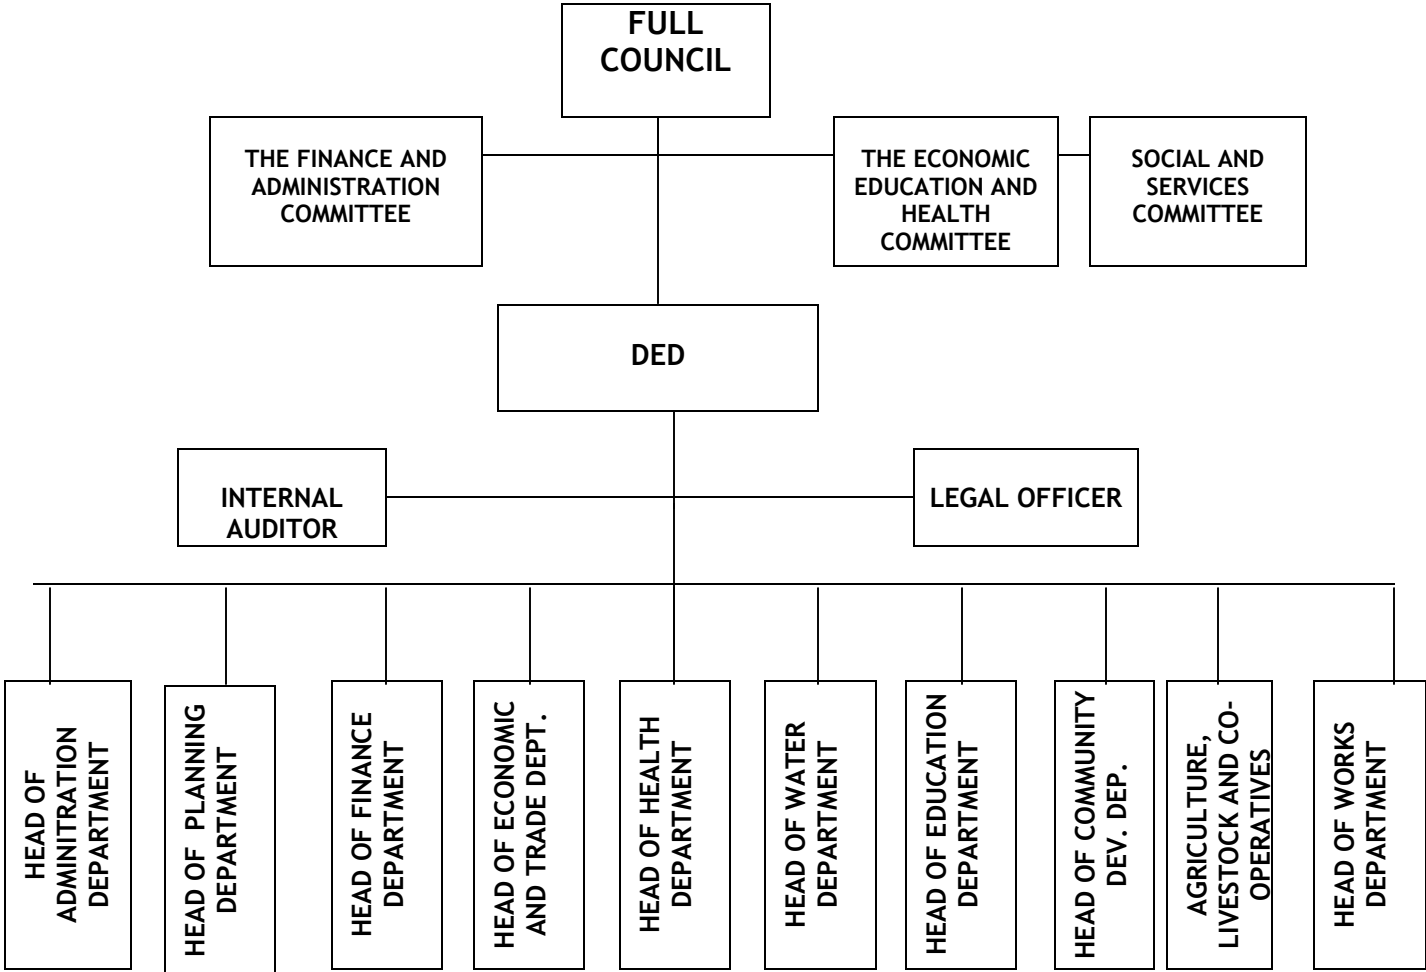 FULL
COUNCIL
THE FINANCE AND
ADMINISTRATION
COMMITTEE
THE ECONOMIC
EDUCATION AND
HEALTH
COMMITTEE
SOCIAL AND
SERVICES
COMMITTEE
DED
INTERNAL
AUDITOR
LEGAL OFFICER
HEAD OF
ADMINITRATION
DEPARTMENT
HEAD OF PLANNING
DEPARTMENT
HEAD OF FINANCE
DEPARTMENT
HEAD OF ECONOMIC
AND TRADE DEPT.
HEAD OF HEALTH
DEPARTMENT
HEAD OF WATER
DEPARTMENT
HEAD OF EDUCATION
DEPARTMENT
HEAD OF COMMUNITY
DEV. DEP.
AGRICULTURE,
LIVESTOCK AND CO-
OPERATIVES
HEAD OF WORKS
DEPARTMENT